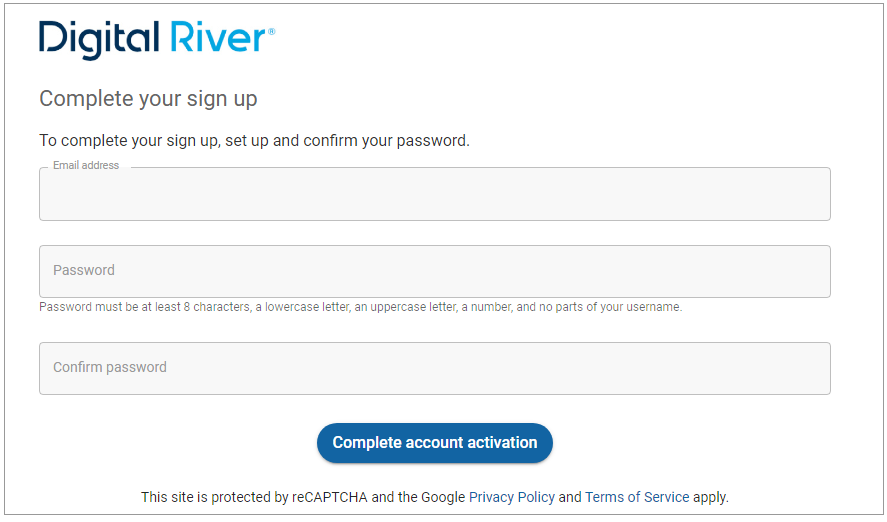 Digital River®
Complete your sign up
To complete your sign up, set up and confirm your password.
Email address
Password
Password must be at least 8 characters, a lowercase letter, an uppercase letter, a number, and no parts of your username.
Confirm password
Complete account activation
This site is protected by reCAPTCHA and the Google Privacy Policy and Terms of Service apply.